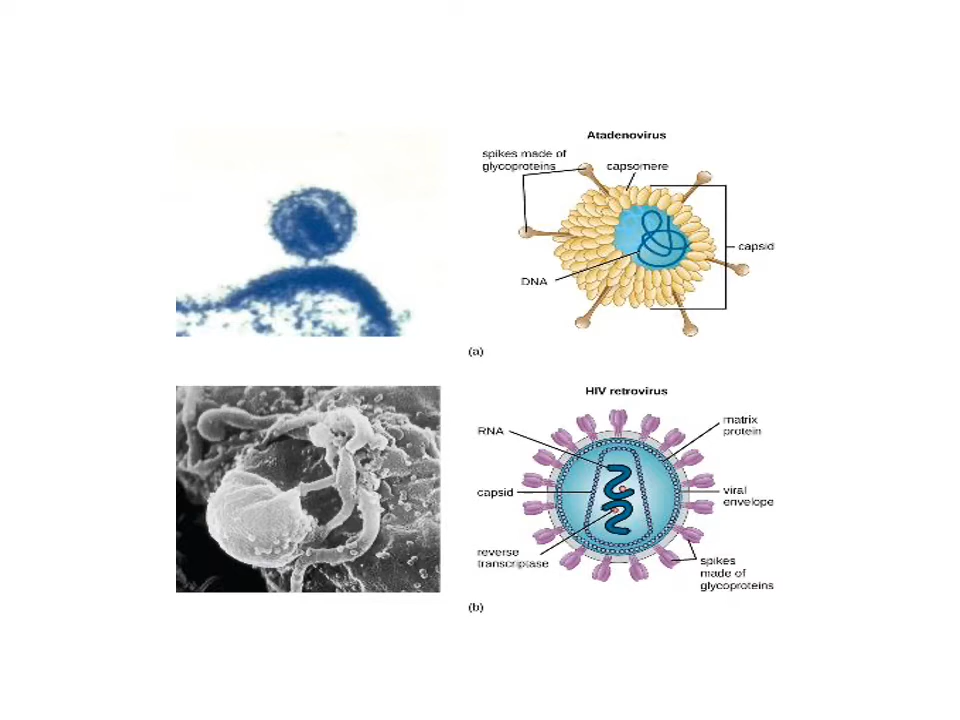 Atadenovirus
spikes made of
glycoproteins
capsomere
capsid
DNA
(a)
HIV retrovirus
RNA
matrix
protein
capsid
viral
envelope
reverse
transcriptase
spikes
made of
glycoproteins
(b)